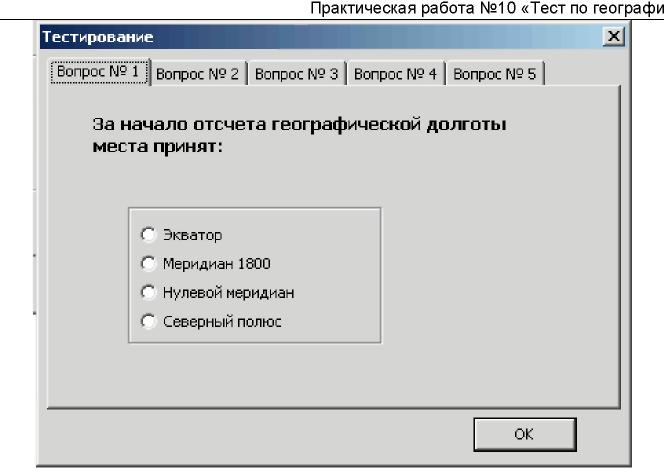 Практическая работа №10 «Тест по географи
Тестирование
Вопрос № 1 Вопрос № 2 Вопрос № 3 Вопрос № 4 Вопрос № 5
За начало отсчета географической долготы
места принят:
Экватор
Меридиан 1800
Нулевой меридиан
Северный полюс
OK